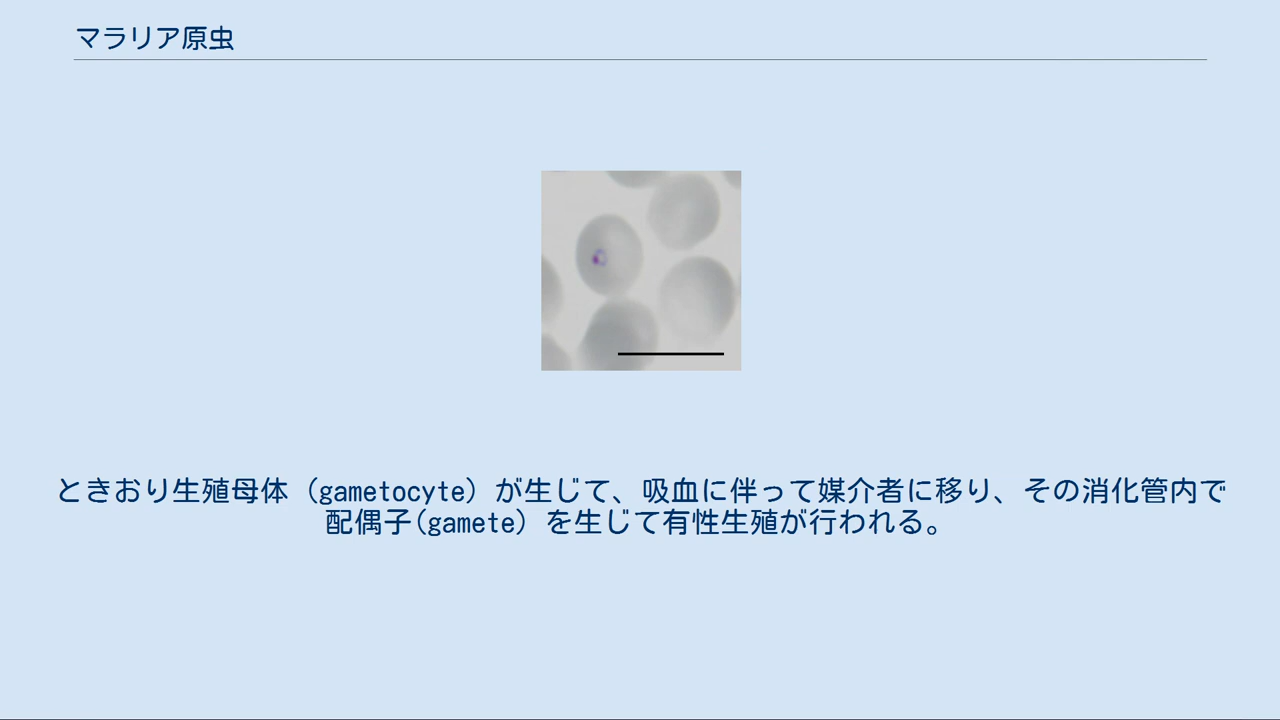 マラリア原虫
ときおり生殖母体（gametocyte）が生じて、吸血に伴って媒介者に移り、その消化管内で
配偶子(gamete）を生じて有性生殖が行われる。